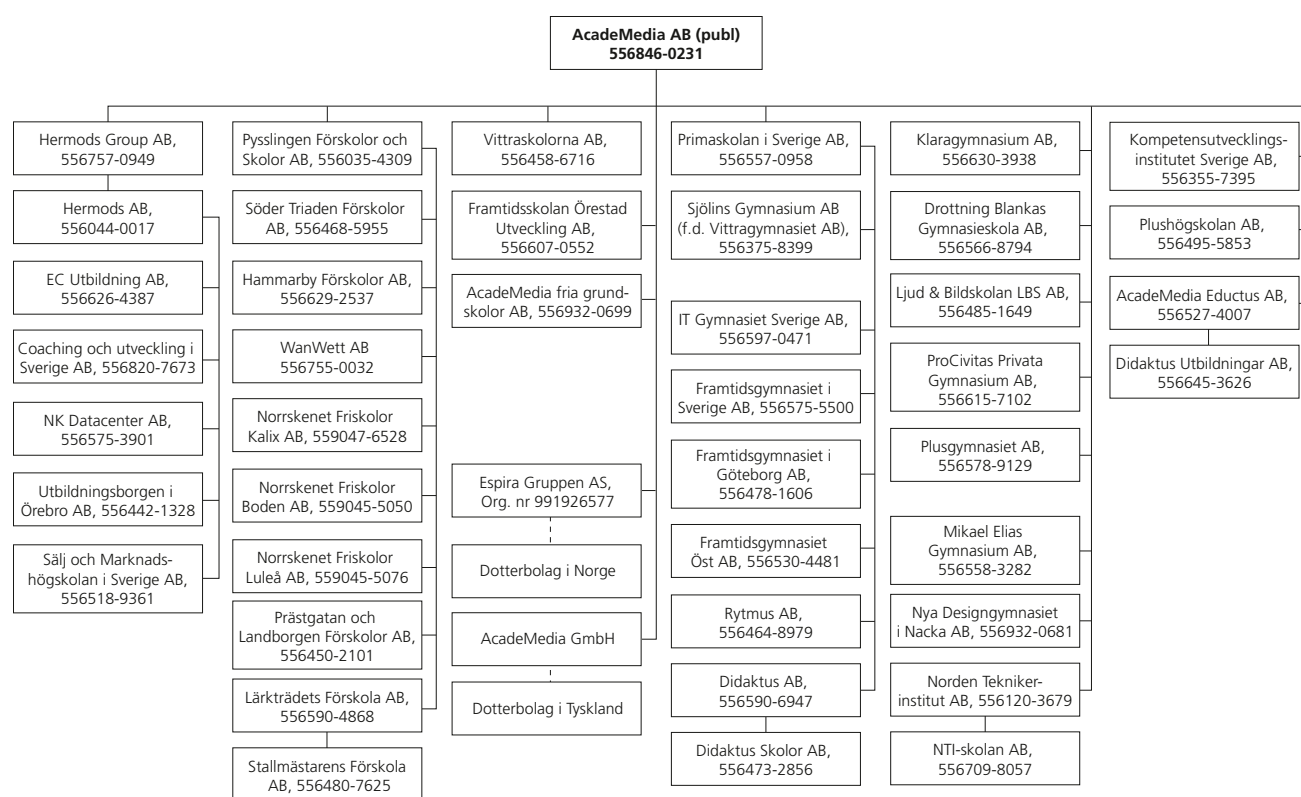 AcadeMedia AB (publ)
556846-0231
Hermods Group AB,
556757-0949
Hermods AB,
556044-0017
EC Utbildning AB,
556626-4387
Coaching och utveckling i
Sverige AB, 556820-7673
NK Datacenter AB,
556575-3901
Utbildningsborgen i
Örebro AB, 556442-1328
Sälj och Marknads-
högskolan i Sverige AB,
556518-9361
Pysslingen Förskolor och
Skolor AB, 556035-4309
Söder Triaden Förskolor
AB, 556468-5955
Hammarby Förskolor AB,
556629-2537
WanWett AB
556755-0032
Norrskenet Friskolor
Kalix AB, 559047-6528
Norrskenet Friskolor
Boden AB, 559045-5050
Norrskenet Friskolor
Luleå AB, 559045-5076
Prästgatan och
Landborgen Förskolor AB,
556450-2101
Lärkträdets Förskola AB,
556590-4868
Stallmästarens Förskola
AB, 556480-7625
Vittraskolorna AB,
556458-6716
Framtidsskolan Örestad
Utveckling AB,
556607-0552
AcadeMedia fria grund-
skolor AB, 556932-0699
Espira Gruppen AS,
Org. nr 991926577
Dotterbolag i Norge
AcadeMedia GmbH
Dotterbolag i Tyskland
Primaskolan i Sverige AB,
556557-0958
Sjölins Gymnasium AB
(f.d. Vittragymnasiet AB),
556375-8399
IT Gymnasiet Sverige AB,
556597-0471
Framtidsgymnasiet i
Sverige AB, 556575-5500
Framtidsgymnasiet i
Göteborg AB,
556478-1606
Framtidsgymnasiet
Öst AB, 556530-4481
Rytmus AB,
556464-8979
Didaktus AB,
556590-6947
Didaktus Skolor AB,
556473-2856
Klaragymnasium AB,
556630-3938
Drottning Blankas
Gymnasieskola AB,
556566-8794
Ljud & Bildskolan LBS AB,
556485-1649
ProCivitas Privata
Gymnasium AB,
556615-7102
Plusgymnasiet AB,
556578-9129
Mikael Elias
Gymnasium AB,
556558-3282
Nya Designgymnasiet
i Nacka AB, 556932-0681
Norden Tekniker-
institut AB, 556120-3679
NTI-skolan AB,
556709-8057
Kompetensutvecklings-
institutet Sverige AB,
556355-7395
Plushögskolan AB,
556495-5853
AcadeMedia Eductus AB,
556527-4007
Didaktus Utbildningar AB,
556645-3626